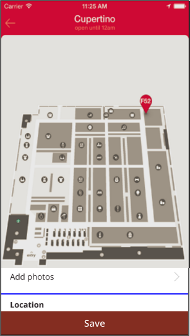 Carrier 11:25 AM
Cupertino
open until 12am
F52
Add photos
Location
Save